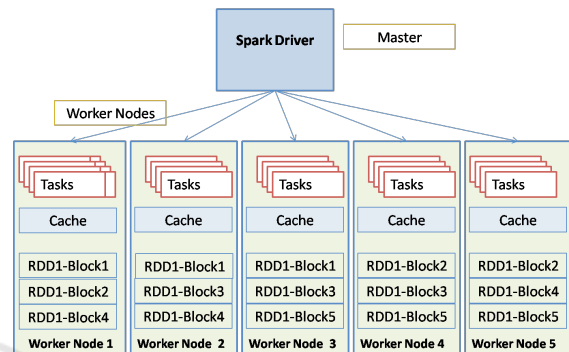 Spark Driver
Master
Worker Nodes
Tasks
Tasks
Tasks
Tasks
Tasks
Cache
Cache
Cache
Cache
Cache
RDD1-Block1
RDD1-Block1
RDD1-Block1
RDD1-Block2
RDD1-Block2
RDD1-Block2
RDD1-Block3
RDD1-Block3
RDD1-Block3
RDD1-Block4
RDD1-Block4
RDD1-Block4
RDD1-Block5
RDD1-Block5
RDD1-Block5
Worker Node 1
Worker Node 2
Worker Node 3
Worker Node 4
Worker Node 5